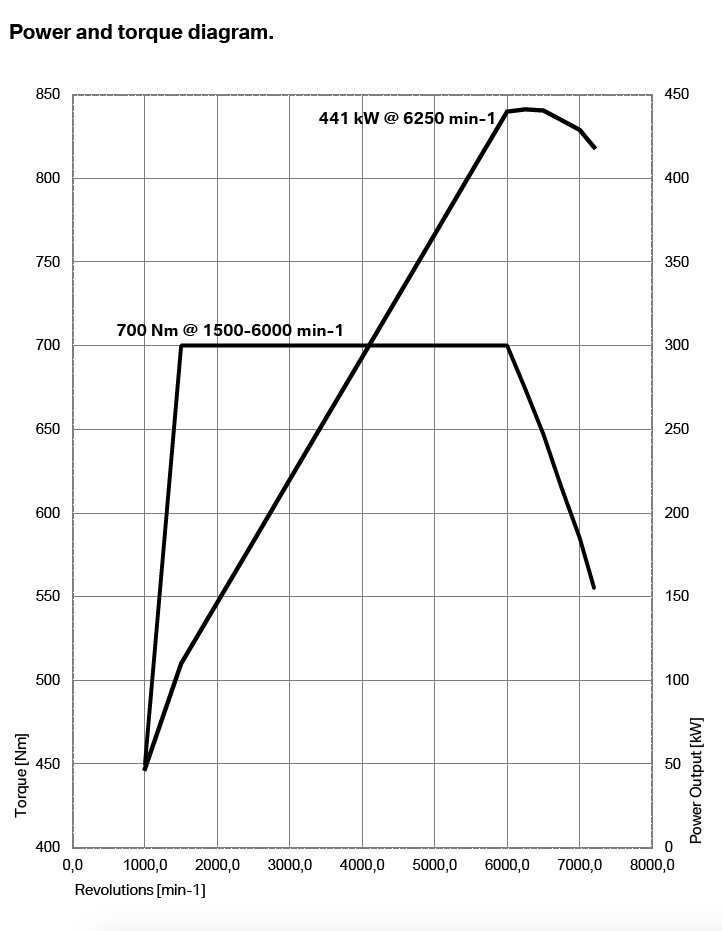 Power and torque diagram.
850
450
441 kW @ 6250 min-1
800
400
750
350
700 Nm @ 1500-6000 min-1
700
300
650
250
600
200
550
150
500
100
450
50
400
0
Torque [Nm]
Power Output [kW]
0,0 1000,0 2000,0 3000,0 4000,0 5000,0 6000,0 7000,0 8000,0
Revolutions [min-1]